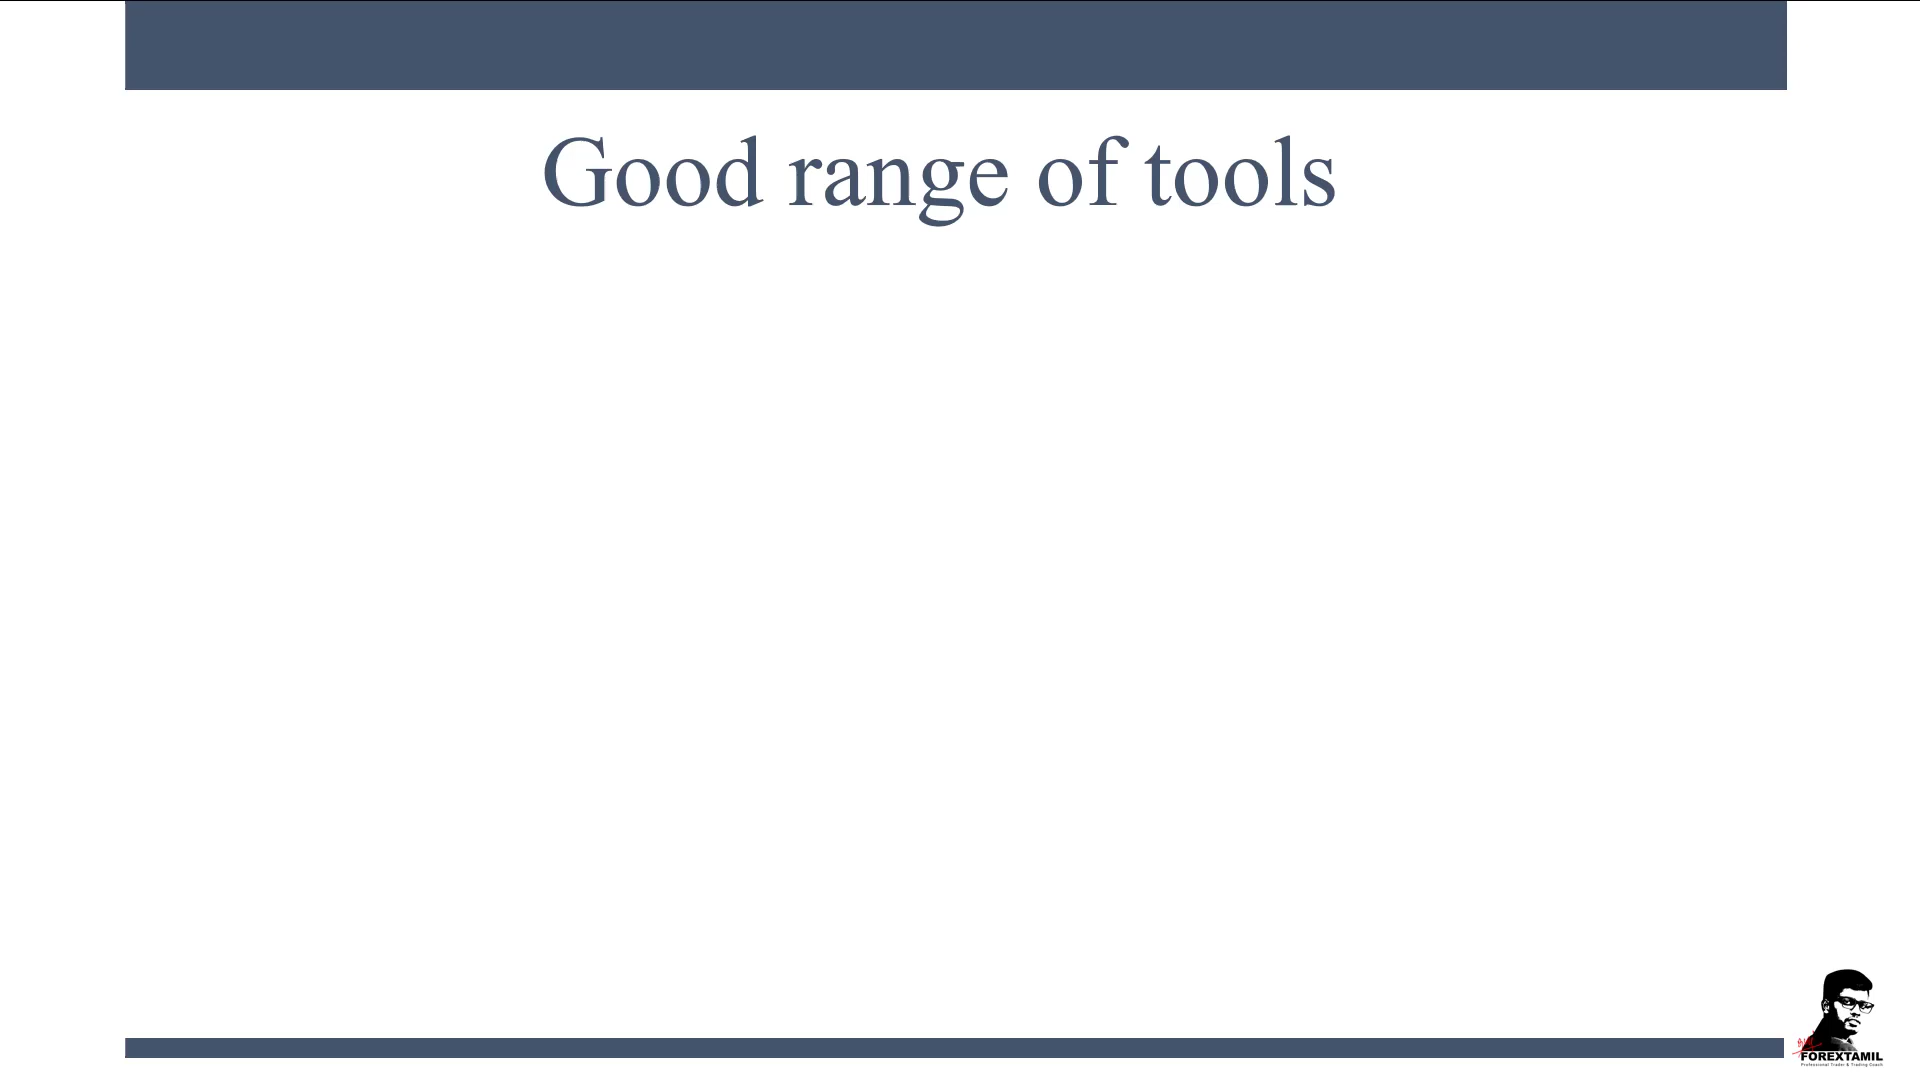 Good range of tools
FOREXTAMIL
Professional Trader & Trading Coach